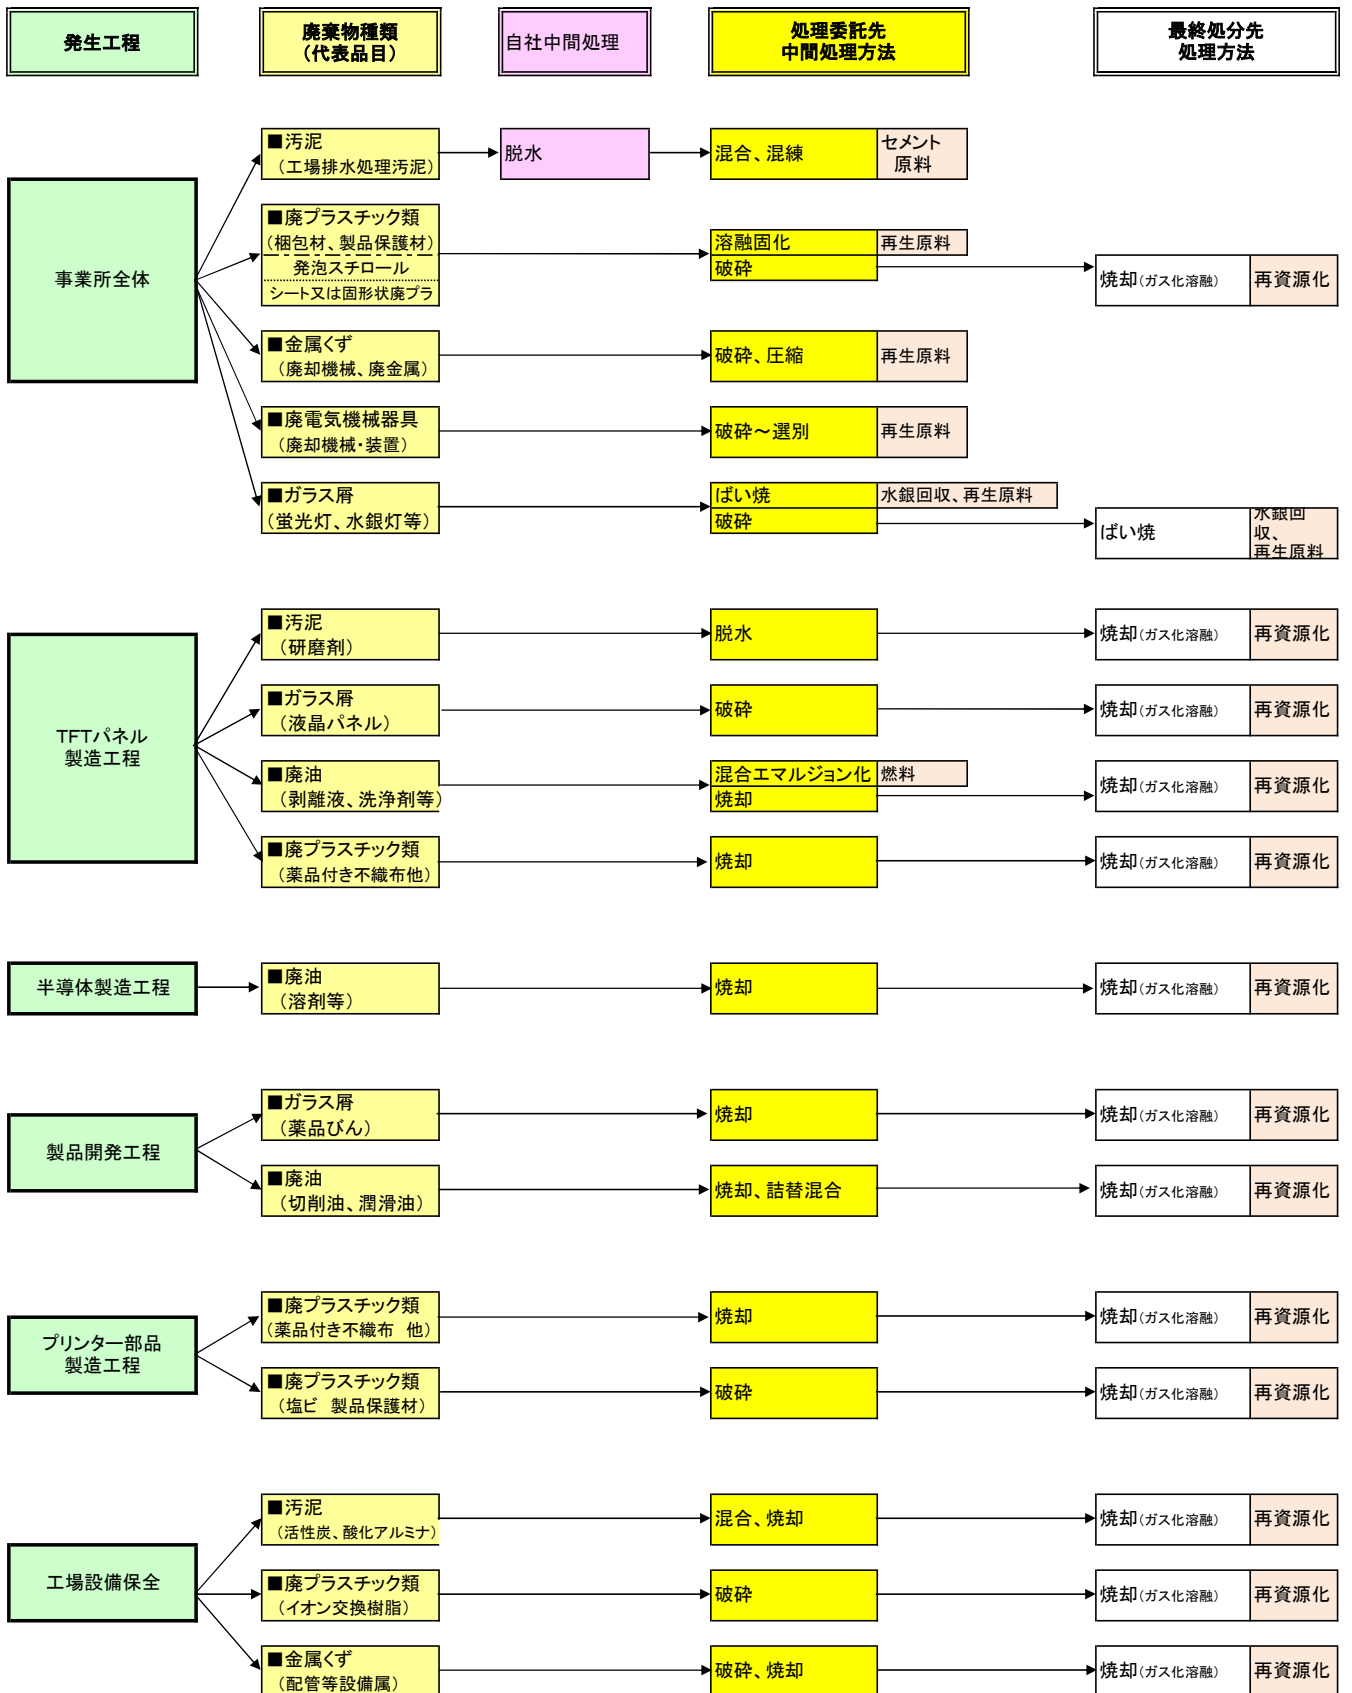 発生工程
廃棄物種類
（代表品目）
自社中間処理
処理委託先
中間処理方法
最終処分先
処理方法
事業所全体
■汚泥
（工場排水処理汚泥）
脱水
混合、混練
セメント
原料
■廃プラスチック類
（梱包材、製品保護材）
発泡スチロール
シート又は固形状廃プラ
溶融固化
再生原料
破砕
焼却（ガス化溶融）
再資源化
■金属くず
（廃却機械、廃金属）
破砕、圧縮
再生原料
■廃電気機械器具
（廃却機械・装置）
破砕～選別
再生原料
■ガラス屑
（蛍光灯、水銀灯等）
ばい焼
水銀回収、再生原料
破砕
ばい焼
水銀回
収、
再生原料
TFTパネル
製造工程
■汚泥
（研磨剤）
脱水
焼却（ガス化溶融）
再資源化
■ガラス屑
（液晶パネル）
破砕
焼却（ガス化溶融）
再資源化
■廃油
（剥離液、洗浄剤等）
混合エマルジョン化
燃料
焼却
焼却（ガス化溶融）
再資源化
■廃プラスチック類
（薬品付き不織布他）
焼却
焼却（ガス化溶融）
再資源化
半導体製造工程
■廃油
（溶剤等）
焼却
焼却（ガス化溶融）
再資源化
製品開発工程
■ガラス屑
（薬品びん）
焼却
焼却（ガス化溶融）
再資源化
■廃油
（切削油、潤滑油）
焼却、詰替混合
焼却（ガス化溶融）
再資源化
プリンター部品
製造工程
■廃プラスチック類
（薬品付き不織布　他）
焼却
焼却（ガス化溶融）
再資源化
■廃プラスチック類
（塩ビ　製品保護材）
破砕
焼却（ガス化溶融）
再資源化
工場設備保全
■汚泥
（活性炭、酸化アルミナ）
混合、焼却
焼却（ガス化溶融）
再資源化
■廃プラスチック類
（イオン交換樹脂）
破砕
焼却（ガス化溶融）
再資源化
■金属くず
（配管等設備属）
破砕、焼却
焼却（ガス化溶融）
再資源化